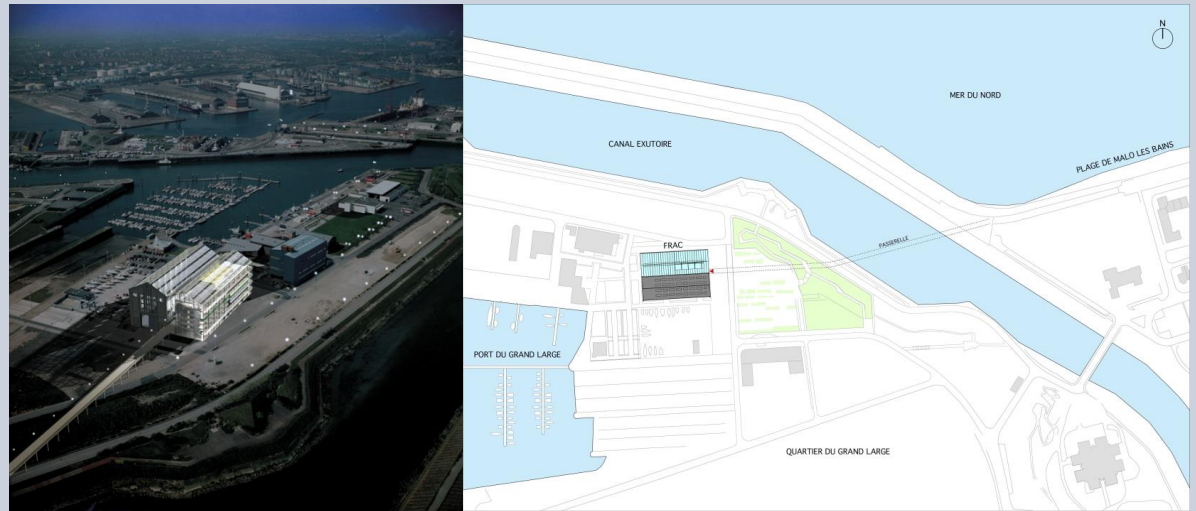 N
MER DU NORD
CANAL EXUTOIRE
PLAGE DE MALO LES BAINS
FRAC
PASSERELLE
PORT DU GRAND LARGE
QUARTIER DU GRAND LARGE